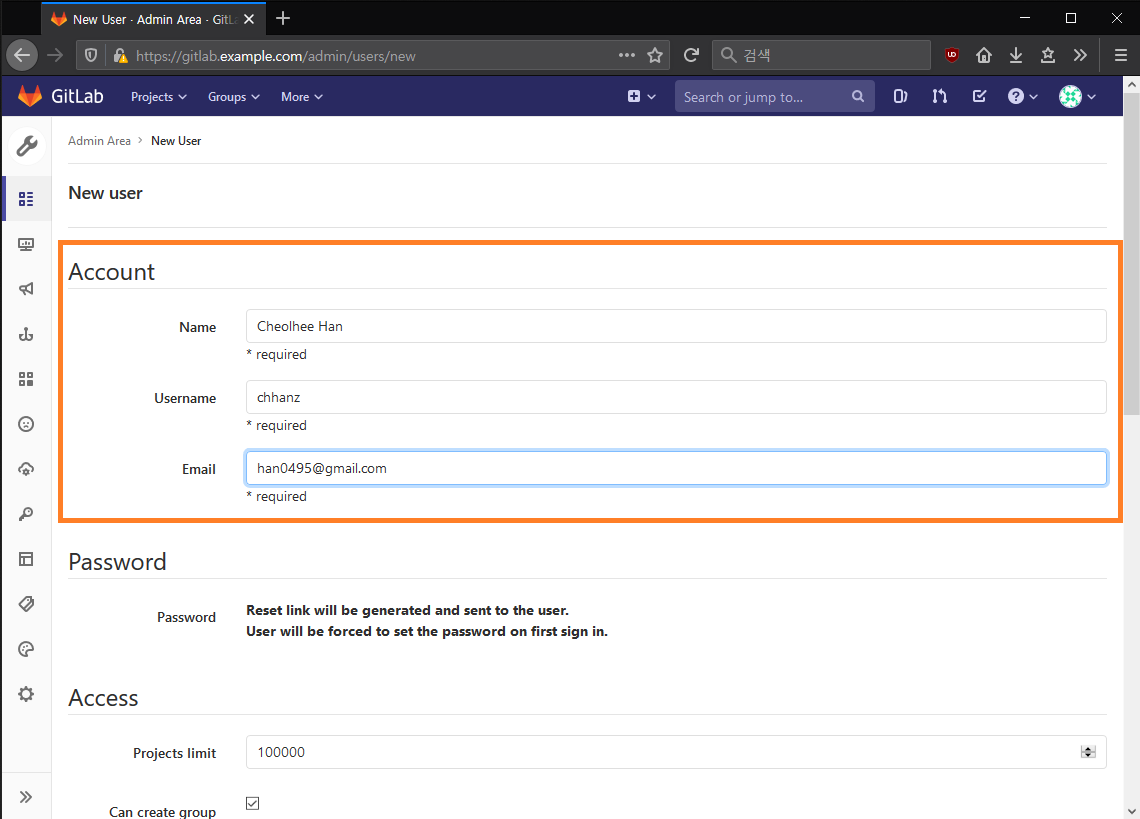 New User · Admin Area · GitLa
https://gitlab.example.com/admin/users/new
검색
GitLab
Projects
Groups
More
Search or jump to...
Admin Area > New User
New user
Account
Name
Cheolhee Han
* required
Username
chhanz
* required
Email
han0495@gmail.com
* required
Password
Password
Reset link will be generated and sent to the user.
User will be forced to set the password on first sign in.
Access
Projects limit
100000
Can create group